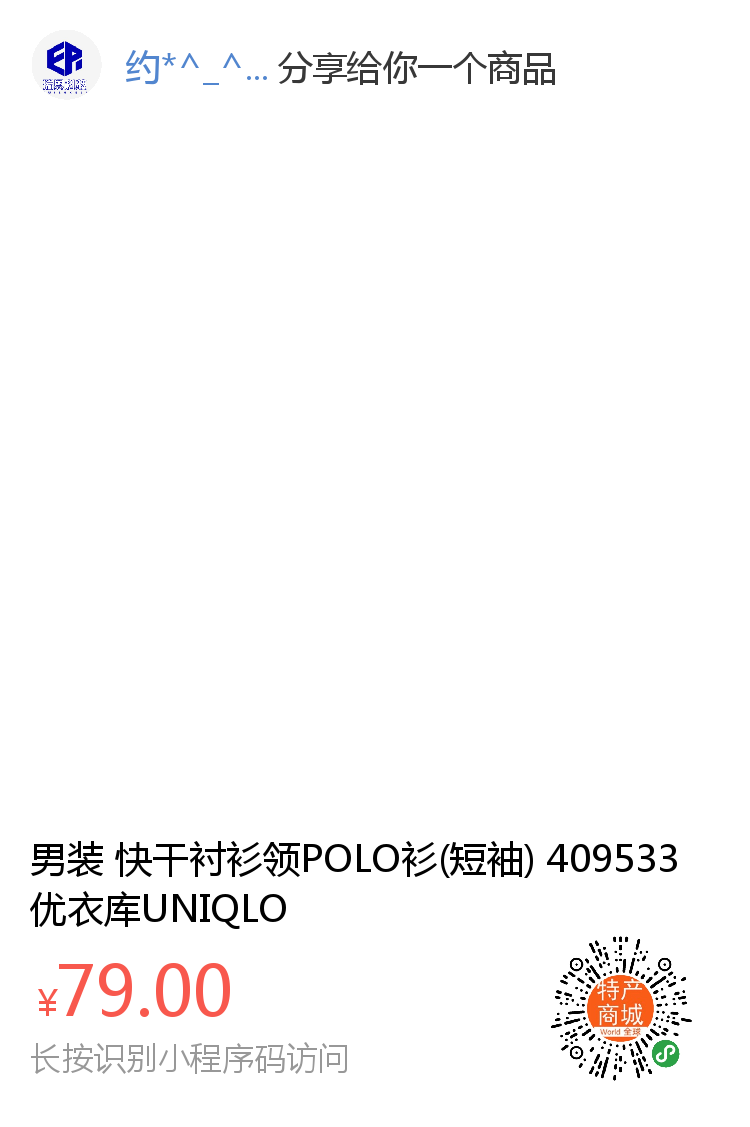 约*^_^... 分享给你一个商品
男装 快干衬衫领POLO衫(短袖) 409533
优衣库UNIQLO
¥79.00
长按识别小程序码访问
特产
商城
World 全球